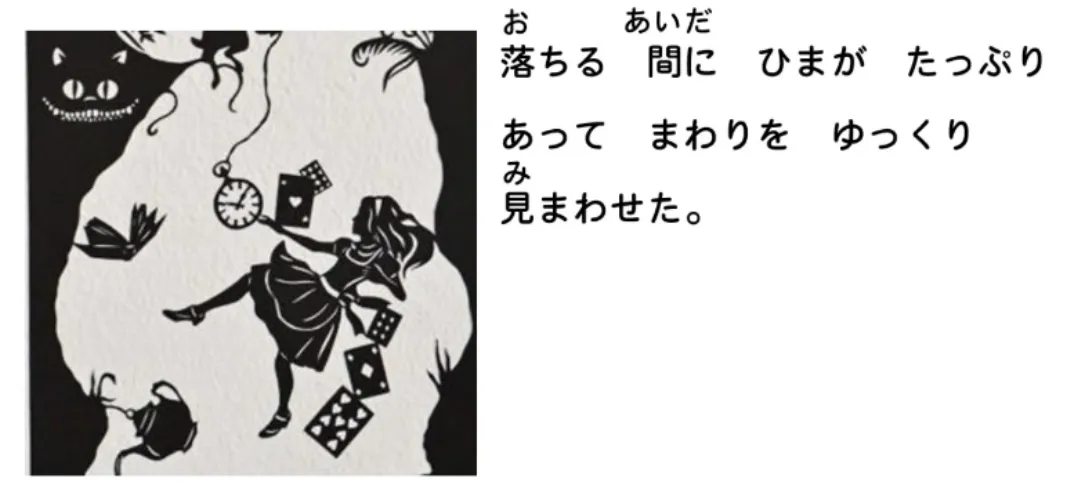 お　あいだ
落ちる　間に　ひまが　たっぷり
あって　まわりを　ゆっくり
み
見まわせた。